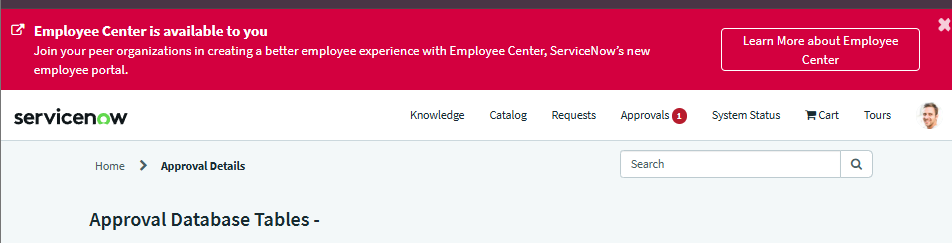 Employee Center is available to you
Join your peer organizations in creating a better employee experience with Employee Center, ServiceNow's new
employee portal.
Learn More about Employee
Center
servicenow
Knowledge
Catalog
Requests
Approvals 1
System Status
Cart
Tours
Home > Approval Details
Search
Approval Database Tables -